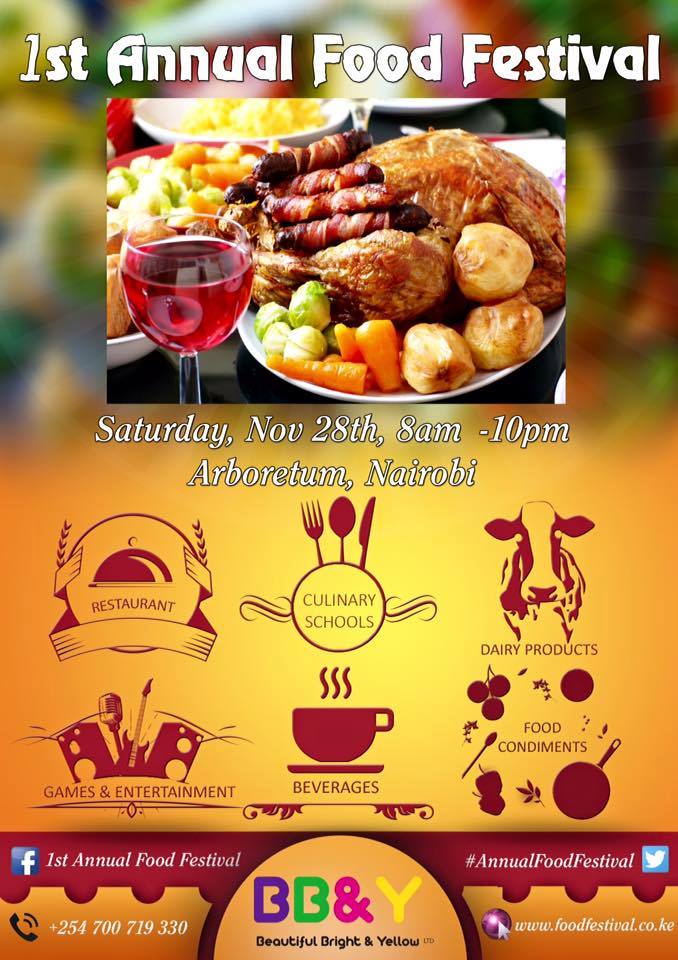 1st Annual Food Festival
Saturday, Nov 28th, 8am -10pm
Arboretum, Nairobi
RESTAURANT
CULINARY
SCHOOLS
DAIRY PRODUCTS
GAMES & ENTERTAINMENT
BEVERAGES
FOOD
CONDIMENTS
f 1st Annual Food Festival
#AnnualFoodFestival
+254 700 719 330
BB&Y
Beautiful Bright & Yellow LTD
www.foodfestival.co.ke